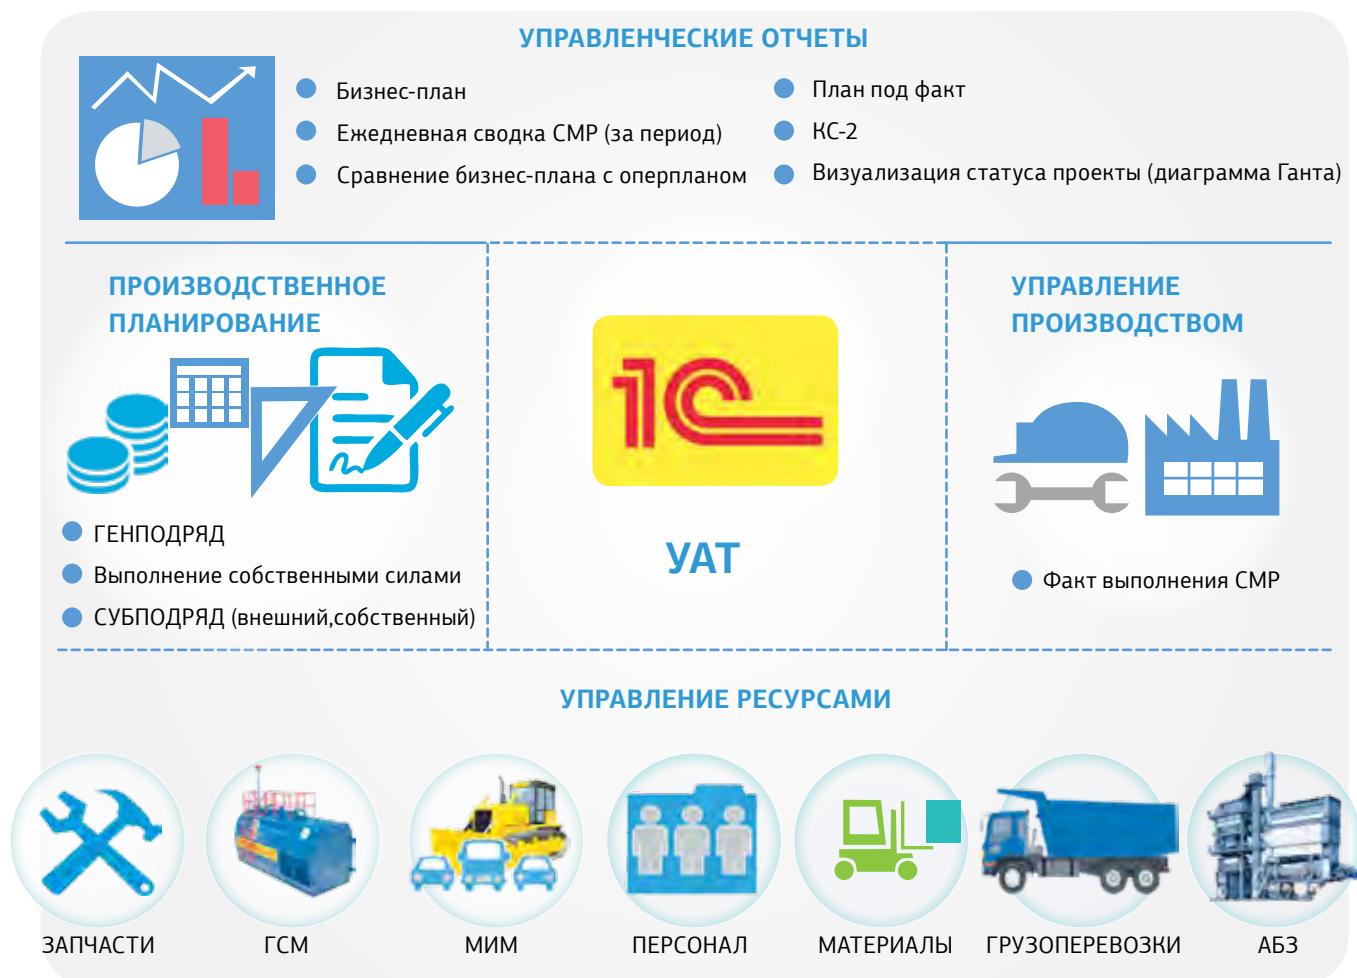 УПРАВЛЕНЧЕСКИЕ ОТЧЕТЫ
Бизнес-план
Ежедневная сводка СМР (за период)
Сравнение бизнес-плана с оперпланом
План под факт
КС-2
Визуализация статуса проекты (диаграмма Ганта)
ПРОИЗВОДСТВЕННОЕ
ПЛАНИРОВАНИЕ
ГЕНПОДРЯД
Выполнение собственными силами
СУБПОДРЯД (внешний,собственный)
1С
УАТ
УПРАВЛЕНИЕ
ПРОИЗВОДСТВОМ
Факт выполнения СМР
УПРАВЛЕНИЕ РЕСУРСАМИ
ЗАПЧАСТИ
ГСМ
МИМ
ПЕРСОНАЛ
МАТЕРИАЛЫ
ГРУЗОПЕРЕВОЗКИ
АБЗ